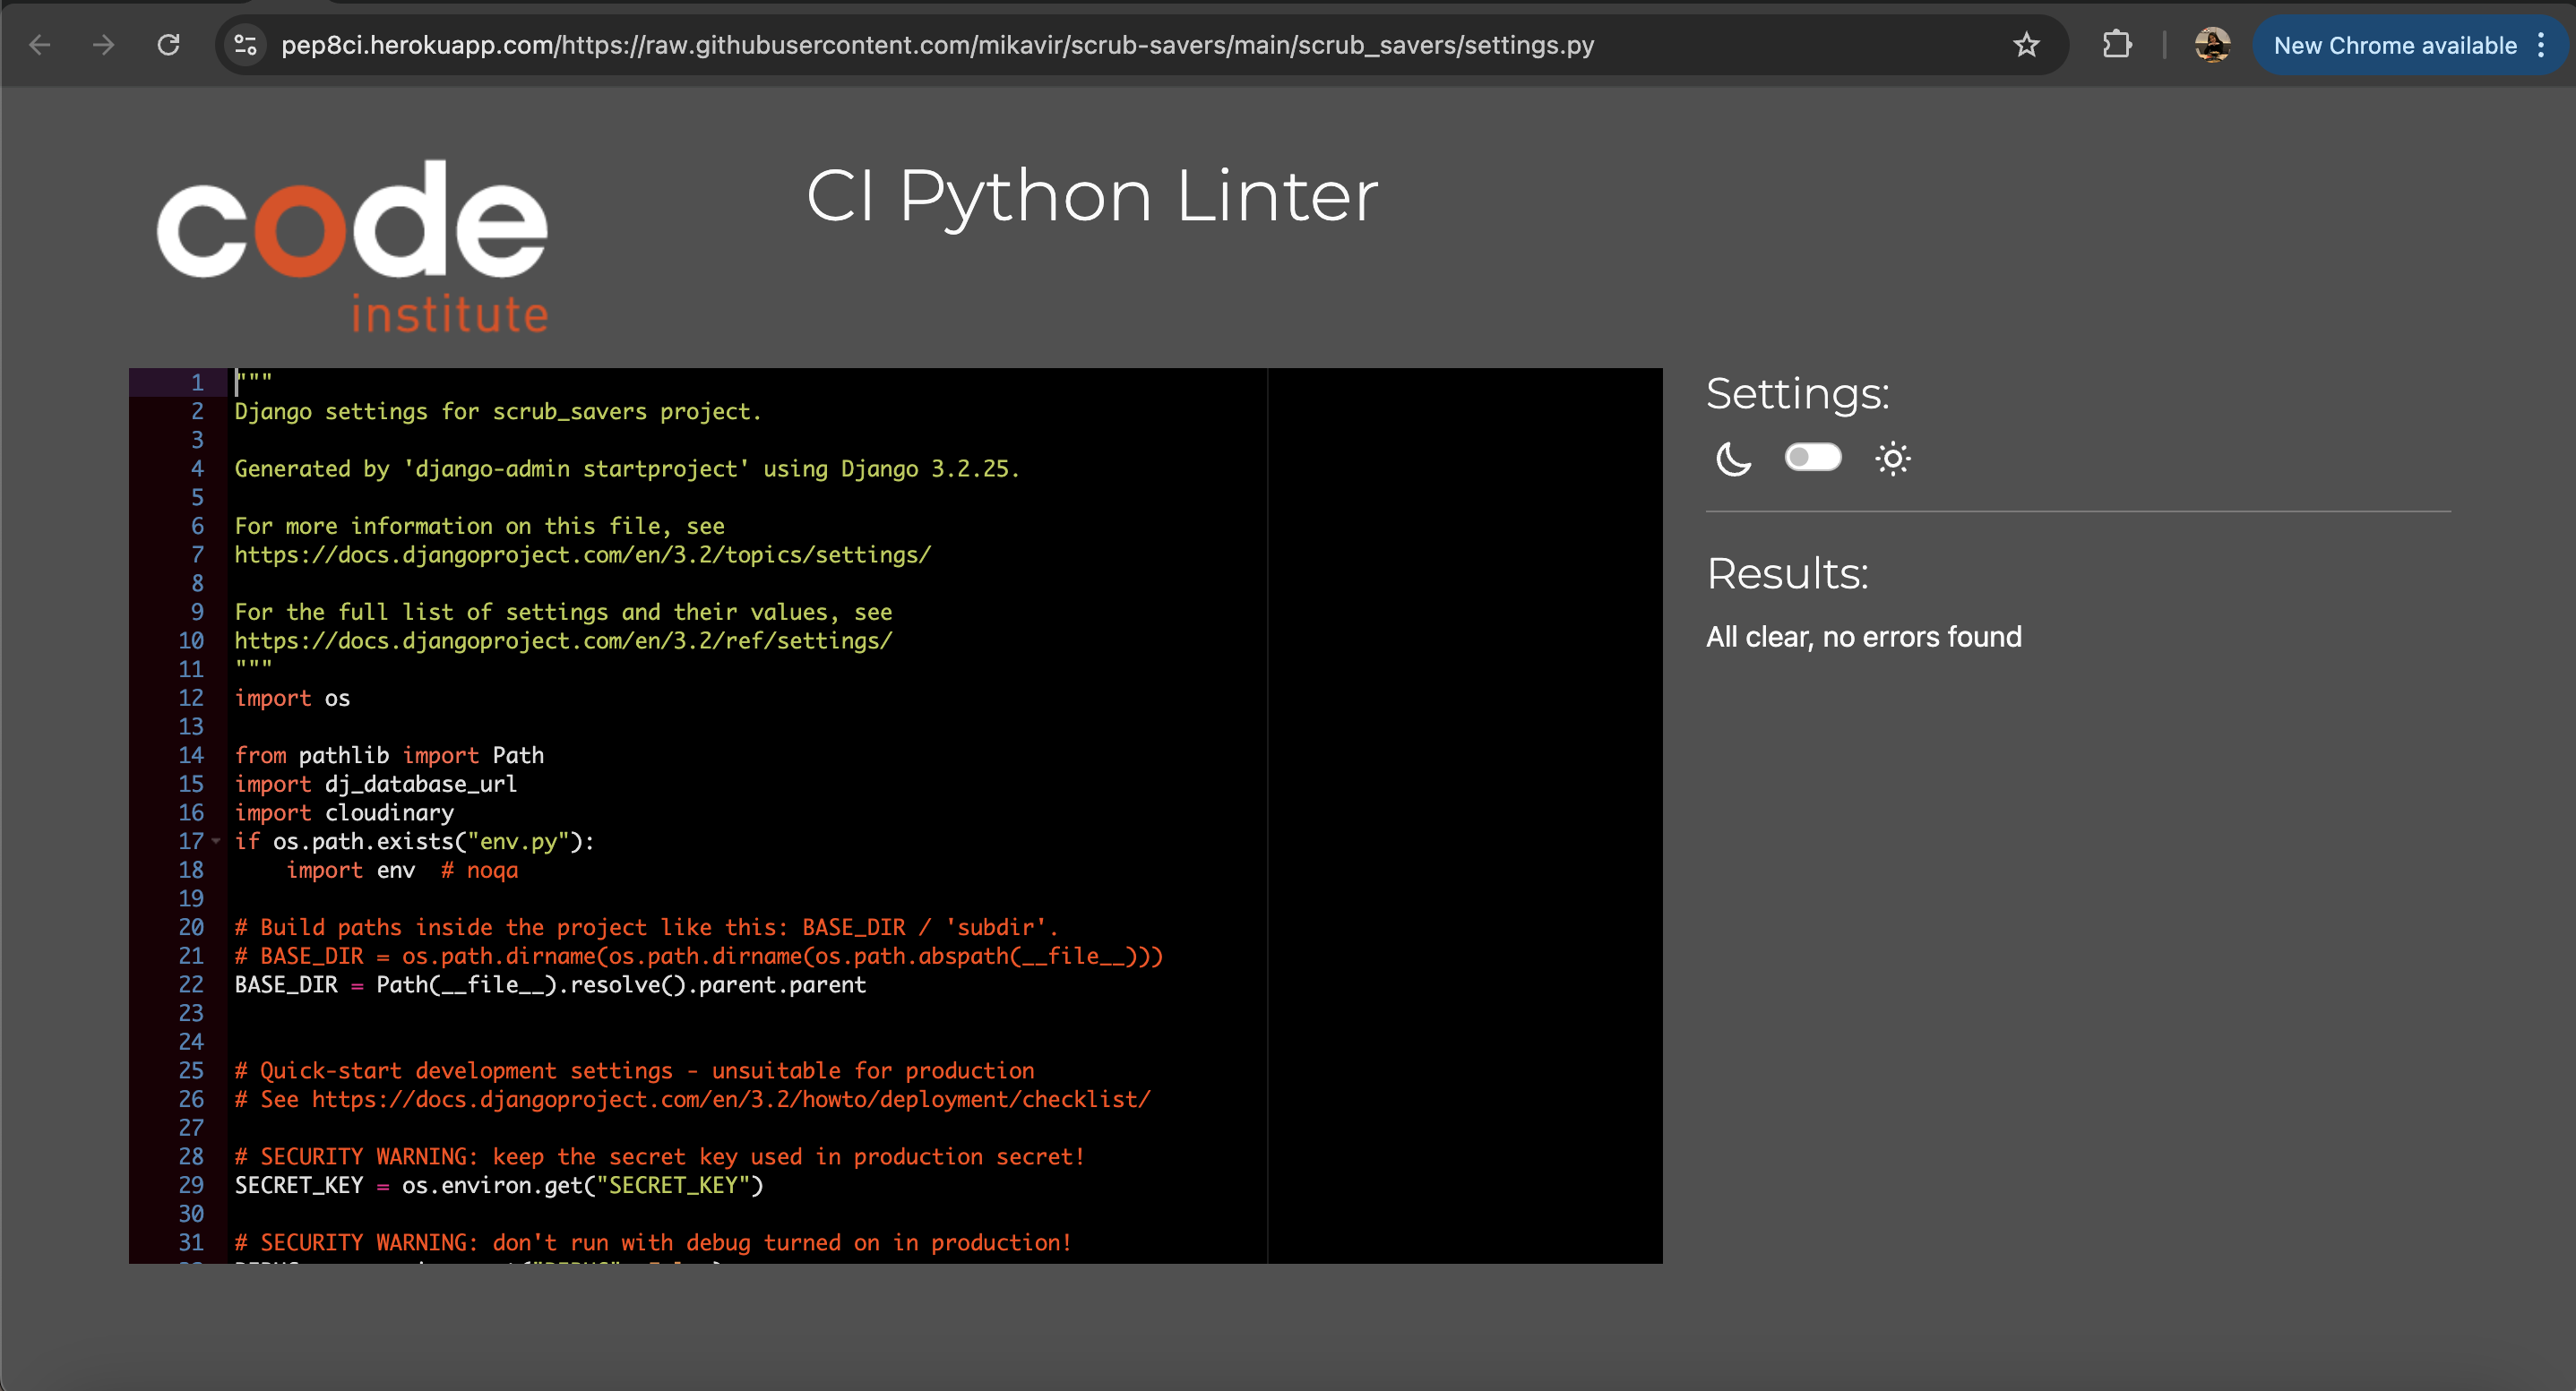 pep8ci.herokuapp.com/https://raw.githubusercontent.com/mikavir/scrub-savers/main/scrub_savers/settings.py
New Chrome available
code
institute
CI Python Linter
1 """
2 Django settings for scrub_savers project.
3
4 Generated by 'django-admin startproject' using Django 3.2.25.
5
6 For more information on this file, see
7 https://docs.djangoproject.com/en/3.2/topics/settings/
8
9 For the full list of settings and their values, see
10 https://docs.djangoproject.com/en/3.2/ref/settings/
11 """
12 import os
13
14 from pathlib import Path
15 import dj_database_url
16 import cloudinary
17 if os.path.exists("env.py"):
18     import env  # noqa
19
20 # Build paths inside the project like this: BASE_DIR / 'subdir'.
21 # BASE_DIR = os.path.dirname(os.path.dirname(os.path.abspath(__file__)))
22 BASE_DIR = Path(__file__).resolve().parent.parent
23
24
25 # Quick-start development settings - unsuitable for production
26 # See https://docs.djangoproject.com/en/3.2/howto/deployment/checklist/
27
28 # SECURITY WARNING: keep the secret key used in production secret!
29 SECRET_KEY = os.environ.get("SECRET_KEY")
30
31 # SECURITY WARNING: don't run with debug turned on in production!
Settings:
Results:
All clear, no errors found